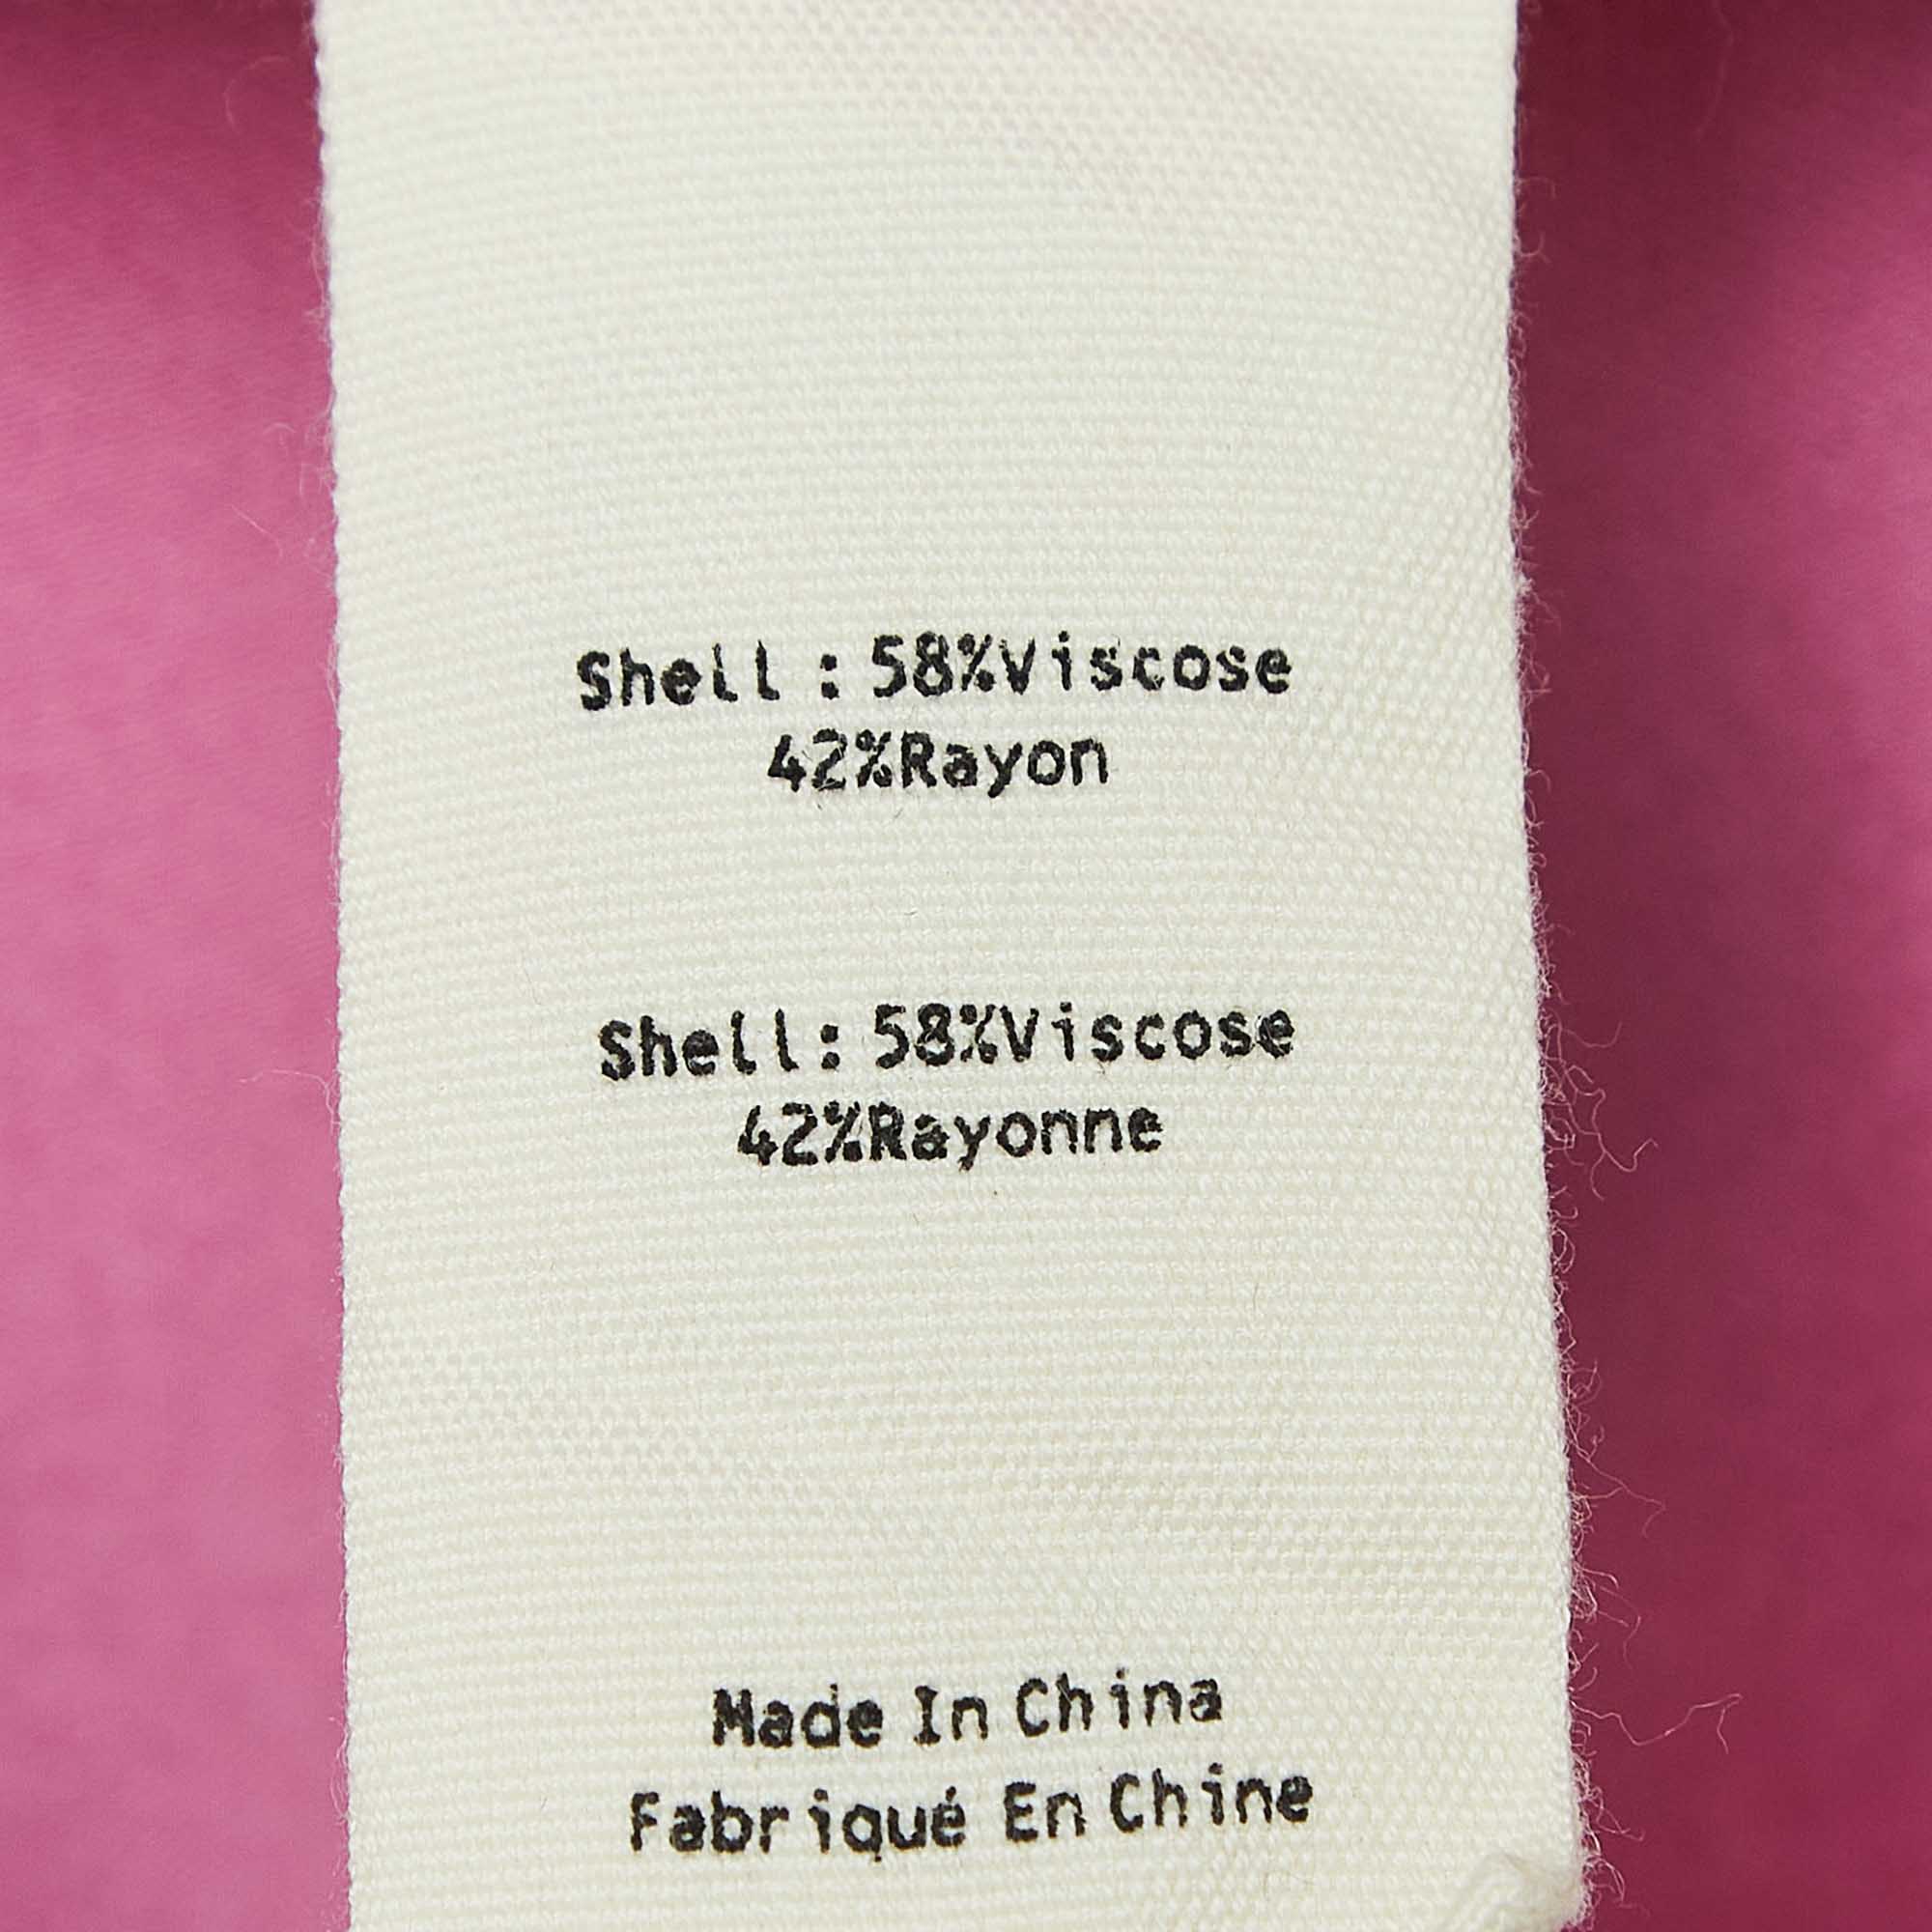 Shell : 58%Viscose
42%Rayon
Shell: 58%Viscose
42%Rayonne
Made In China
Fabriqué En Chine